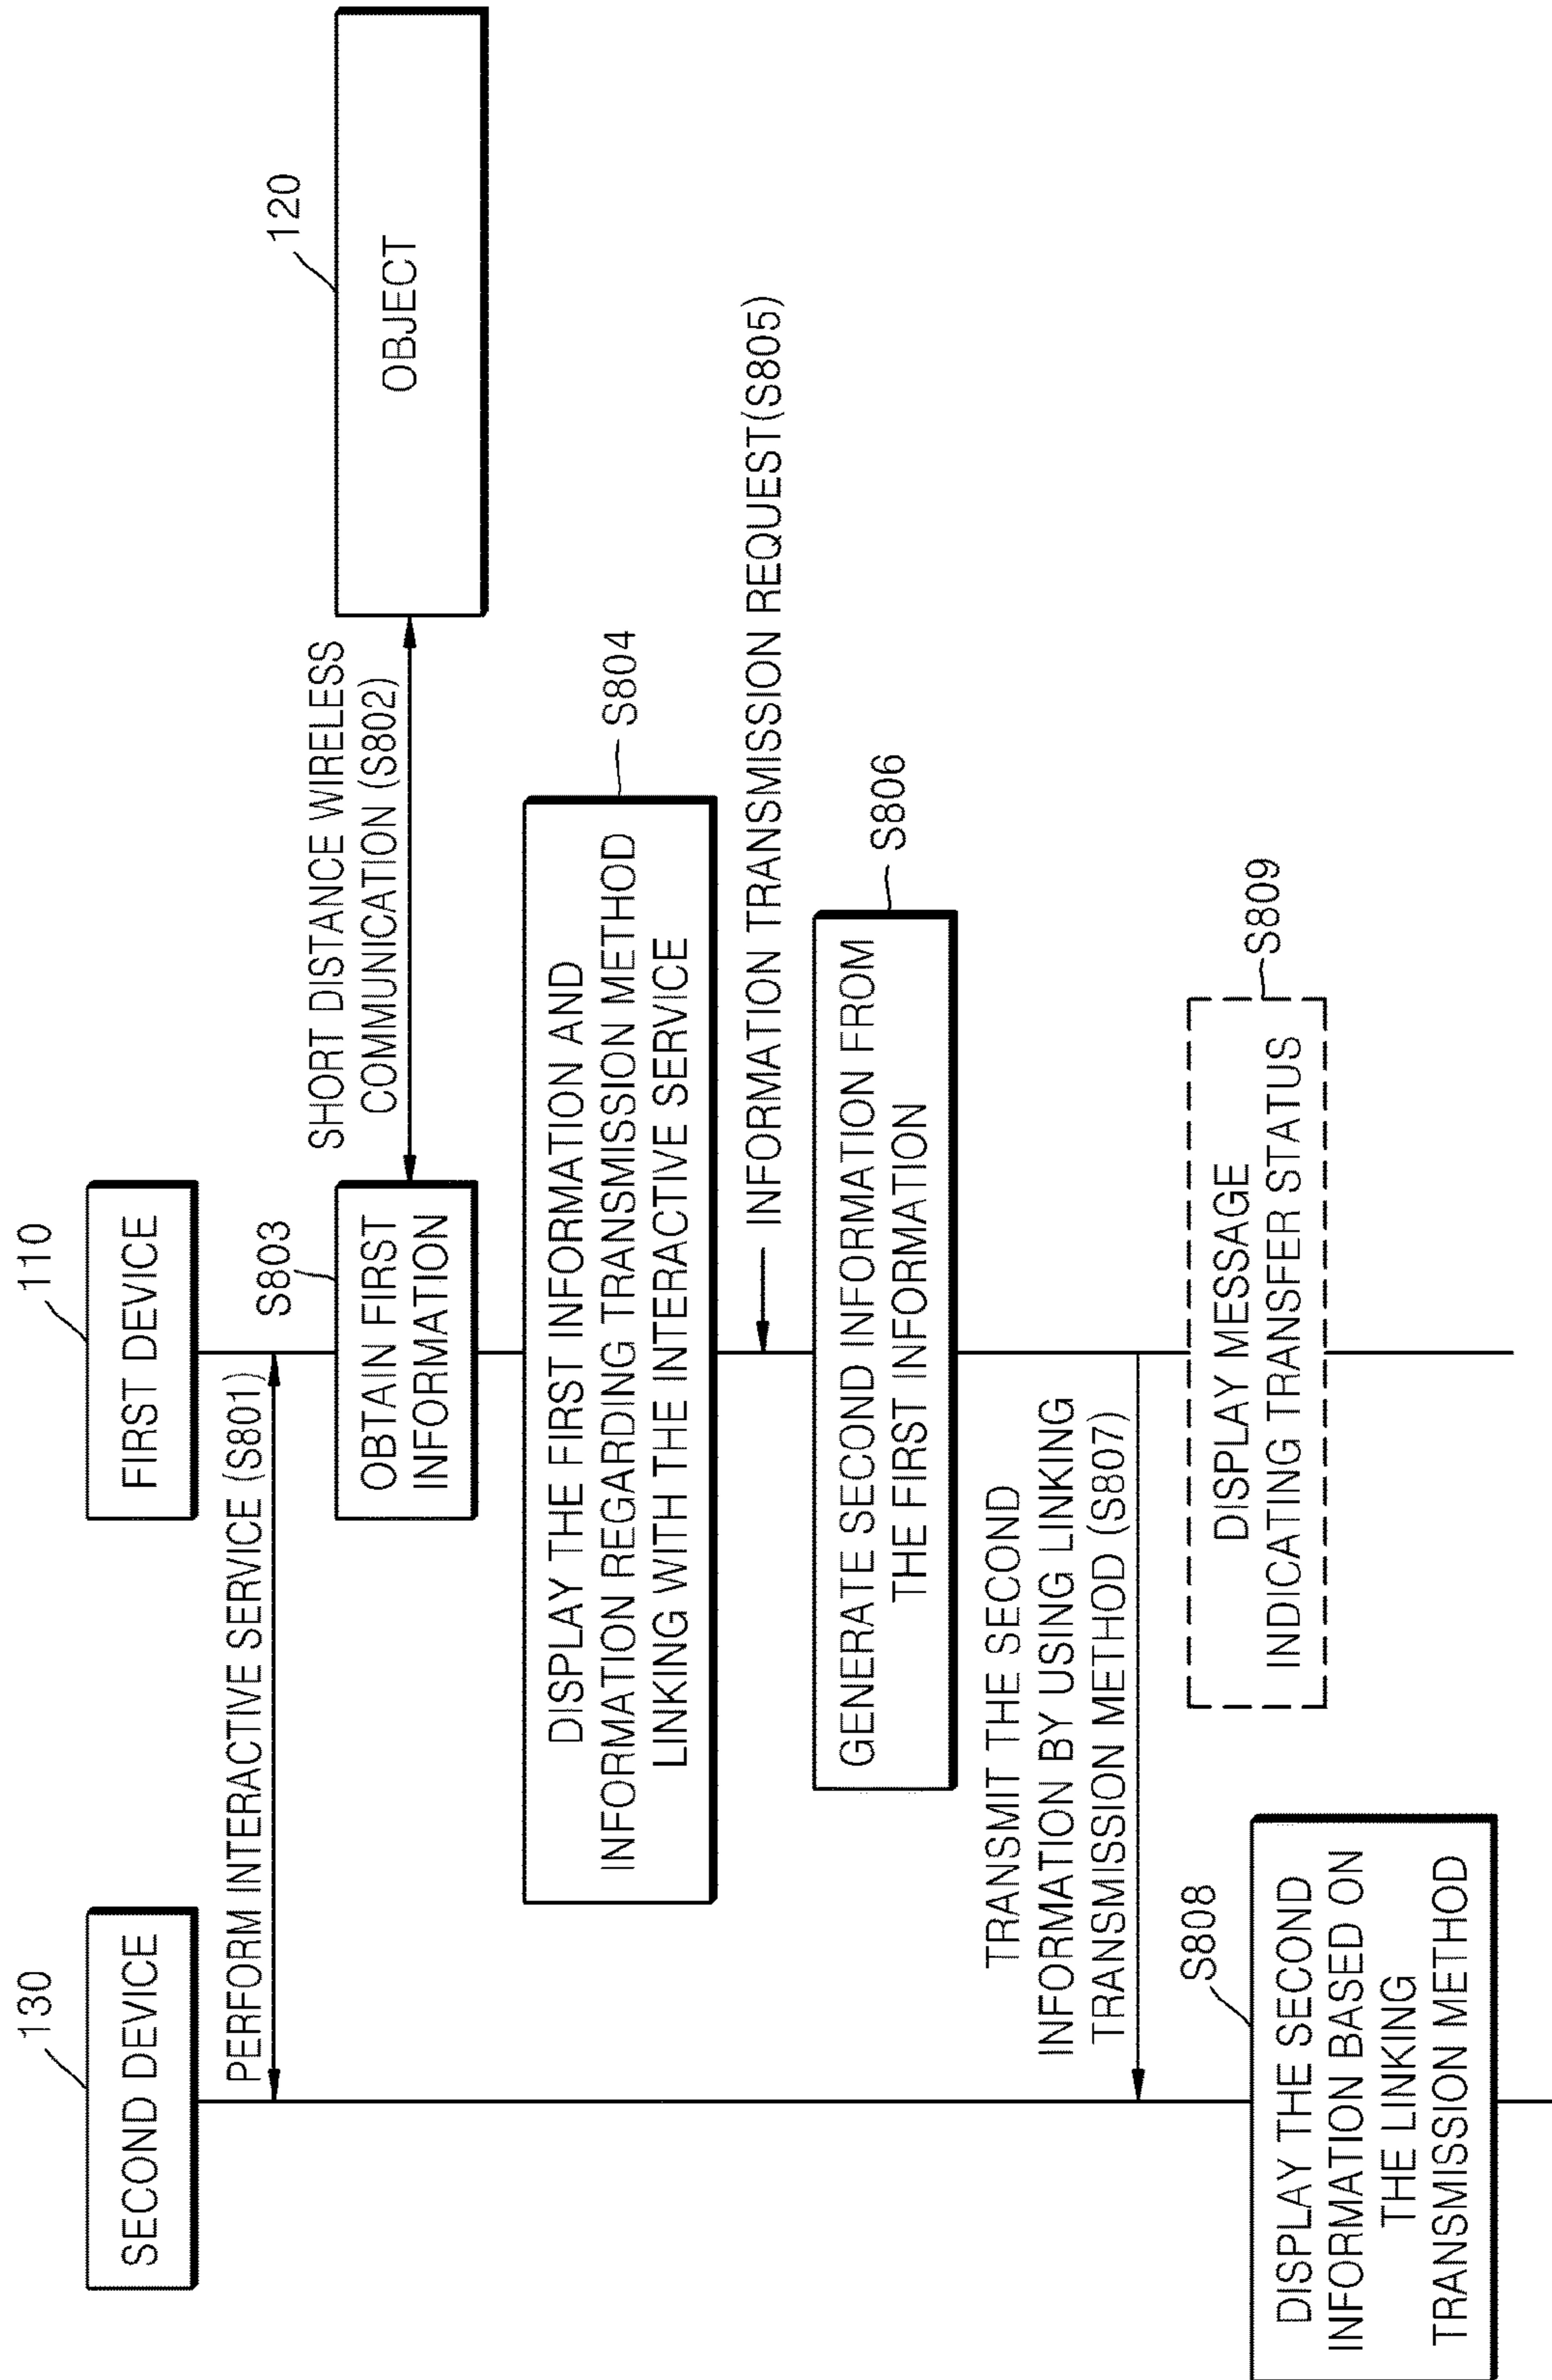 130
SECOND DEVICE
110
FIRST DEVICE
PERFORM INTERACTIVE SERVICE (S801)
120
OBJECT
SHORT DISTANCE WIRELESS
COMMUNICATION (S802)
S803
OBTAIN FIRST
INFORMATION
S804
DISPLAY THE FIRST INFORMATION AND
INFORMATION REGARDING TRANSMISSION METHOD
LINKING WITH THE INTERACTIVE SERVICE
INFORMATION TRANSMISSION REQUEST(S805)
S806
GENERATE SECOND INFORMATION FROM
THE FIRST INFORMATION
TRANSMIT THE SECOND
INFORMATION BY USING LINKING
TRANSMISSION METHOD (S807)
S808
DISPLAY THE SECOND
INFORMATION BASED ON
THE LINKING
TRANSMISSION METHOD
S809
DISPLAY MESSAGE
INDICATING TRANSFER STATUS